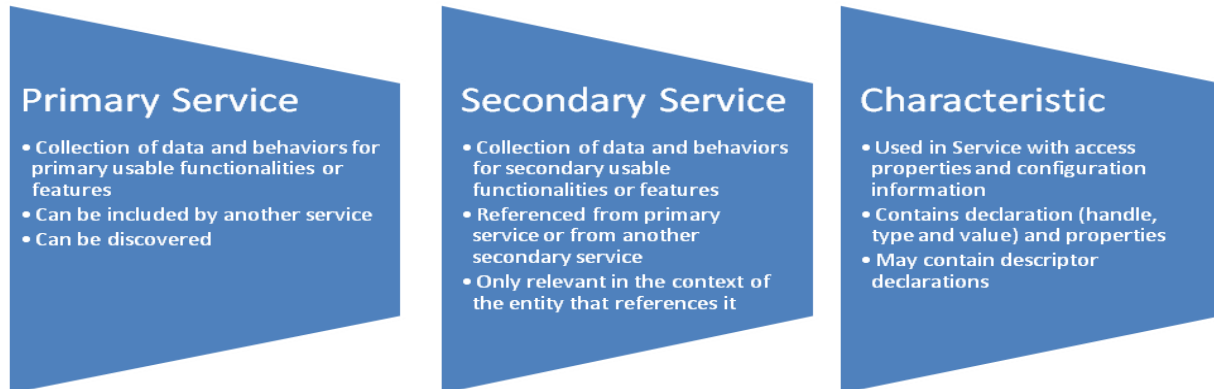 Primary Service
• Collection of data and behaviors for
primary usable functionalities or
features
• Can be included by another service
• Can be discovered
Secondary Service
• Collection of data and behaviors
for secondary usable
functionalities or features
• Referenced from primary
service or from another
secondary service
• Only relevant in the context of
the entity that references it
Characteristic
• Used in Service with access
properties and configuration
information
• Contains declaration (handle,
type and value) and properties
• May contain descriptor
declarations